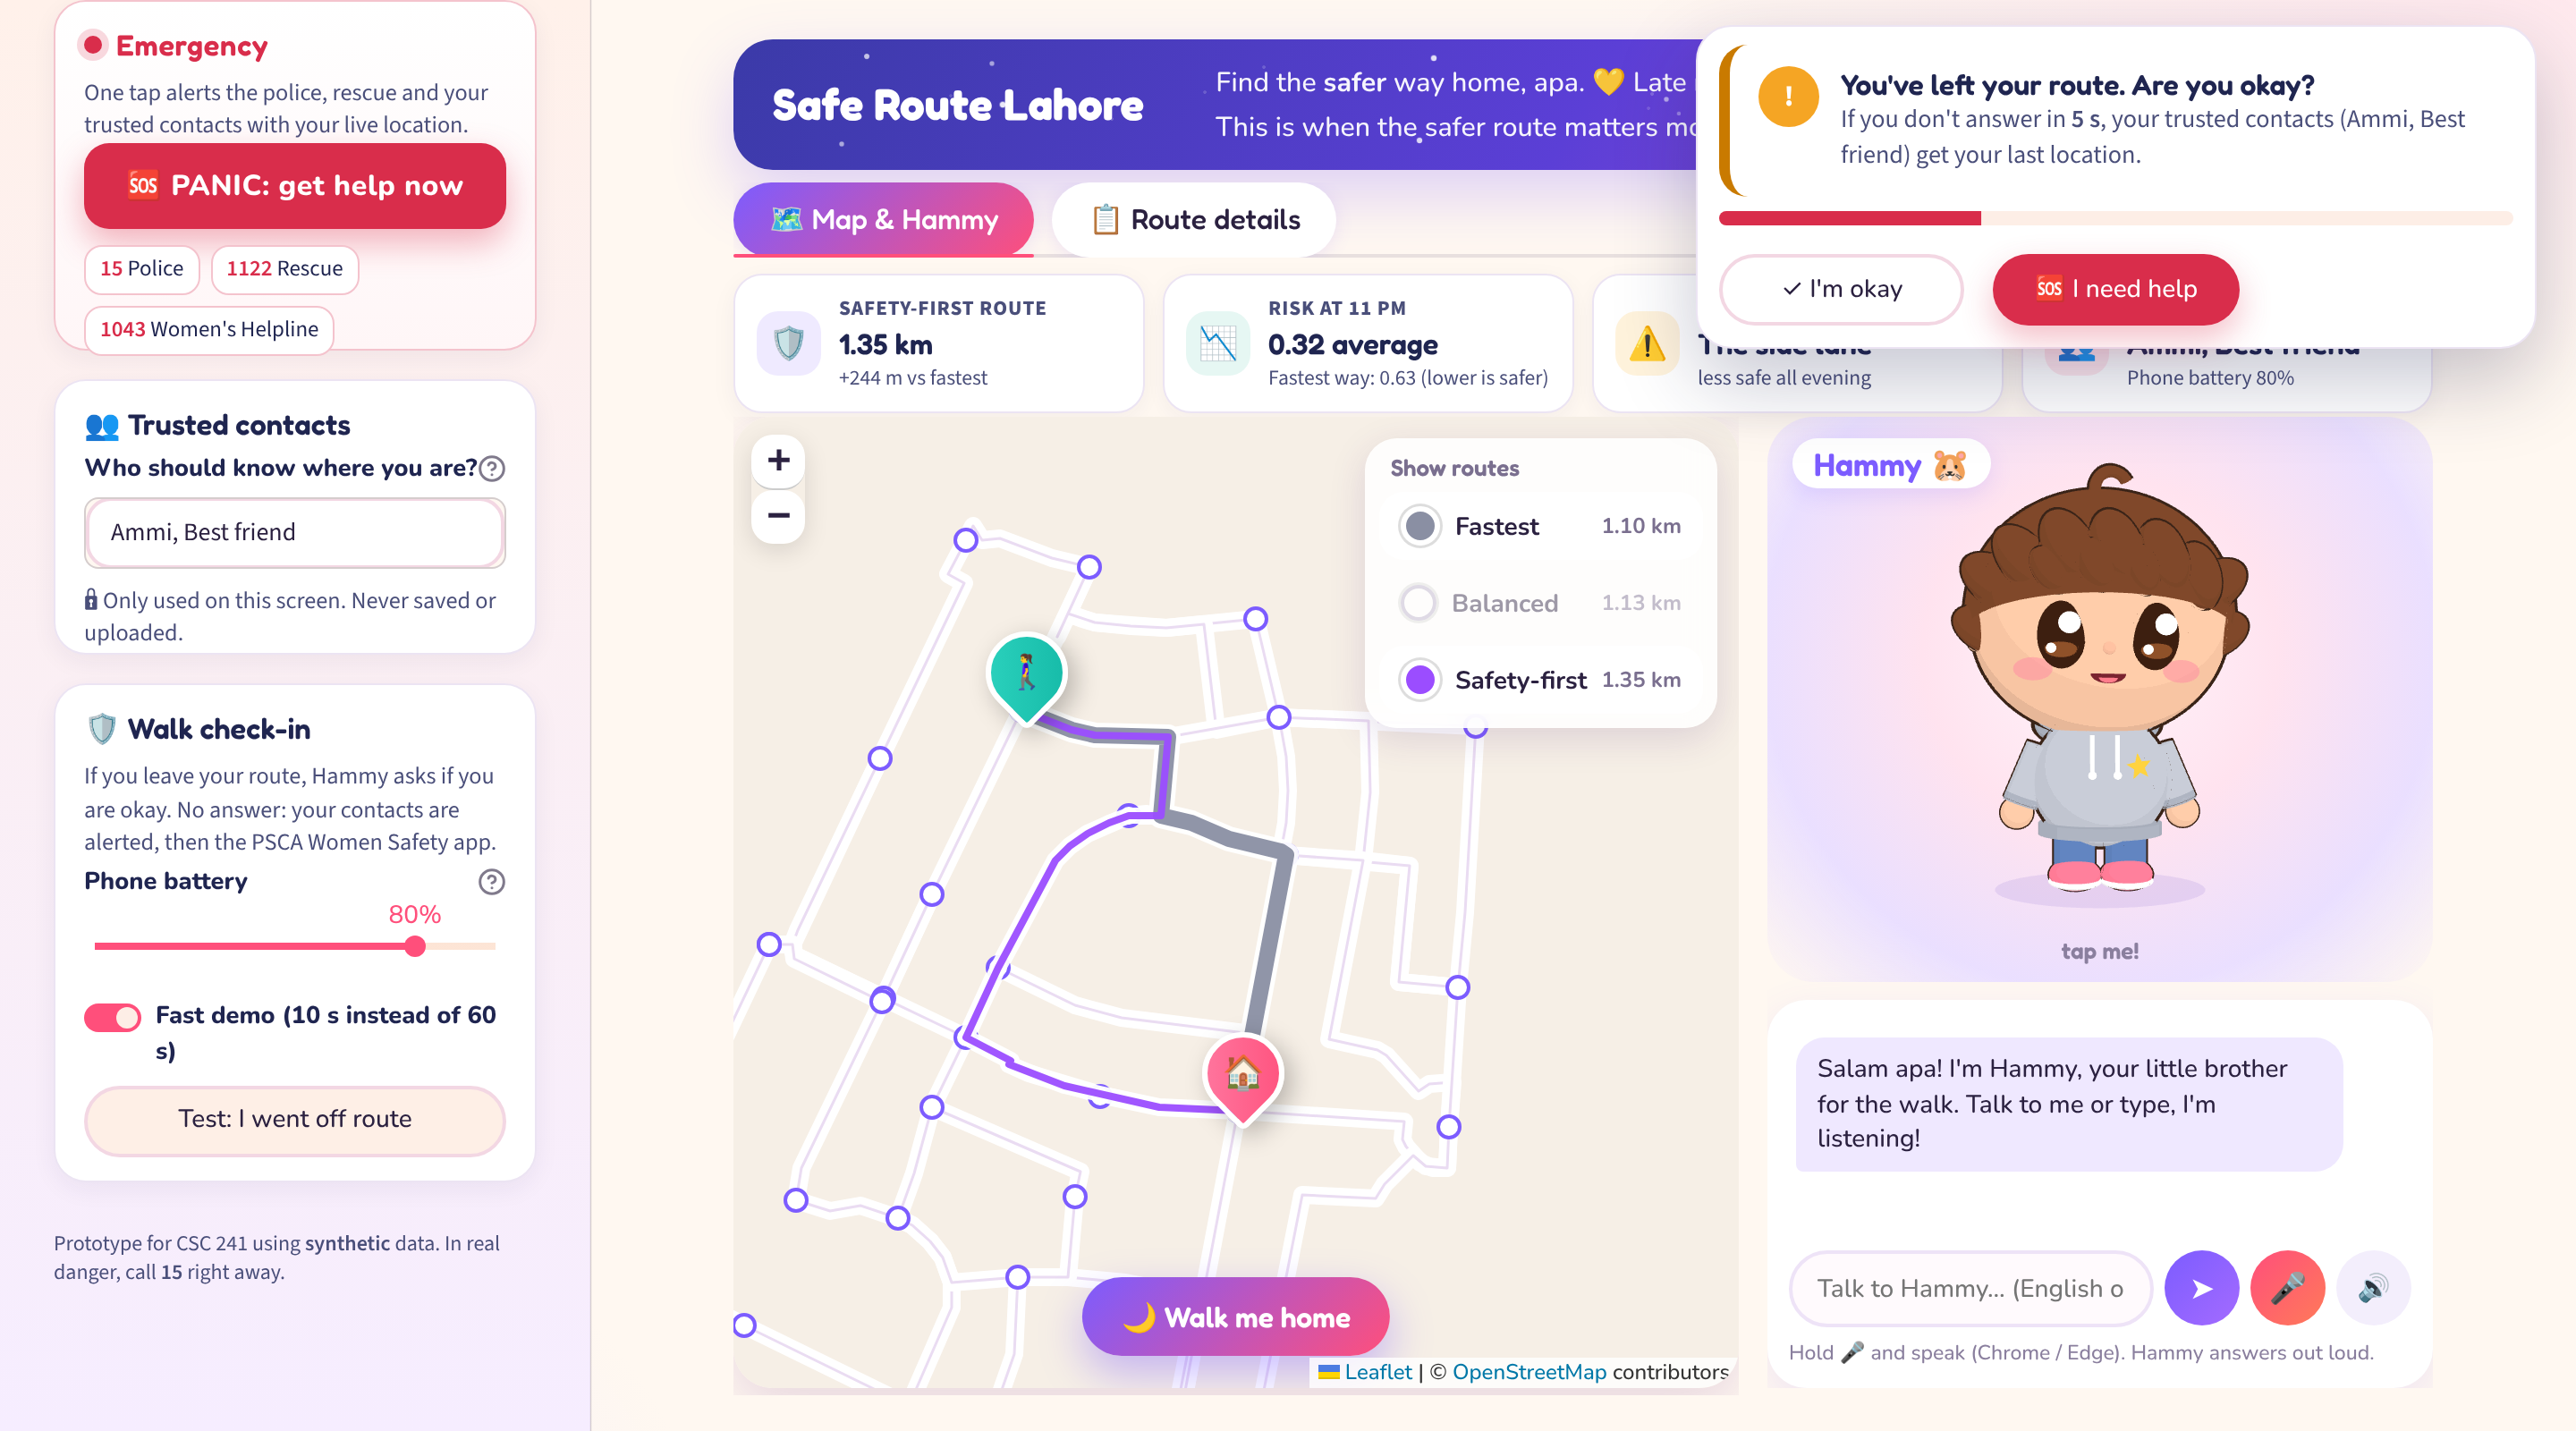 Emergency
One tap alerts the police, rescue and your
trusted contacts with your live location.
🆘 PANIC: get help now
15 Police
1122 Rescue
1043 Women's Helpline
👥 Trusted contacts
Who should know where you are?
Ammi, Best friend
🔒 Only used on this screen. Never saved or
uploaded.
🛡️ Walk check-in
If you leave your route, Hammy asks if you
are okay. No answer: your contacts are
alerted, then the PSCA Women Safety app.
Phone battery
80%
Fast demo (10 s instead of 60
s)
Test: I went off route
Prototype for CSC 241 using synthetic data. In real
danger, call 15 right away.
Safe Route Lahore
Find the safer way home, apa. 💛 Late
This is when the safer route matters
You've left your route. Are you okay?
If you don't answer in 5 s, your trusted contacts (Ammi, Best
friend) get your last location.
✓ I'm okay
🆘 I need help
🗺️ Map & Hammy
📋 Route details
SAFETY-FIRST ROUTE
1.35 km
+244 m vs fastest
RISK AT 11 PM
0.32 average
Fastest way: 0.63 (lower is safer)
The side lane
less safe all evening
Ammi, Best friend
Phone battery 80%
+
−
Show routes
Fastest 1.10 km
Balanced 1.13 km
Safety-first 1.35 km
🌙 Walk me home
Leaflet | © OpenStreetMap contributors
Hammy 🐹
tap me!
Salam apa! I'm Hammy, your little brother
for the walk. Talk to me or type, I'm
listening!
Talk to Hammy... (English o
Hold 🎤 and speak (Chrome / Edge). Hammy answers out loud.